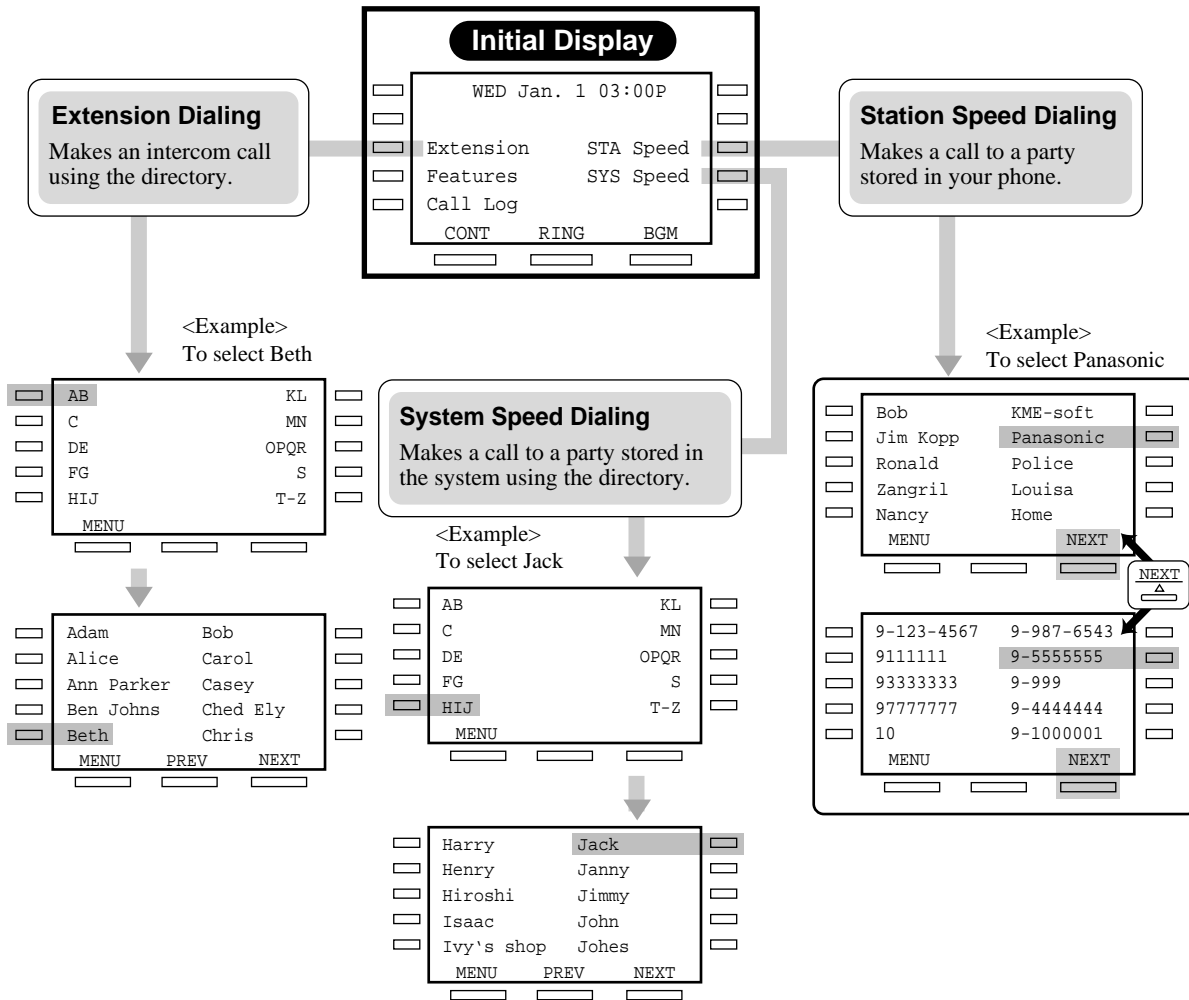 Initial Display
WED Jan. 1 03:00P
Extension STA Speed
Features SYS Speed
Call Log
CONT RING BGM
Extension Dialing
Makes an intercom call
using the directory.
Station Speed Dialing
Makes a call to a party
stored in your phone.
<Example>
To select Beth
AB KL
C MN
DE OPQR
FG S
HIJ T-Z
MENU
Adam Bob
Alice Carol
Ann Parker Casey
Ben Johns Ched Ely
Beth Chris
MENU PREV NEXT
System Speed Dialing
Makes a call to a party stored in
the system using the directory.
<Example>
To select Jack
AB KL
C MN
DE OPQR
FG S
HIJ T-Z
MENU
Harry Jack
Henry Janny
Hiroshi Jimmy
Isaac John
Ivy‘s shop Johes
MENU PREV NEXT
<Example>
To select Panasonic
Bob KME-soft
Jim Kopp Panasonic
Ronald Police
Zangril Louisa
Nancy Home
MENU NEXT
NEXT
9-123-4567 9-987-6543
9111111 9-5555555
93333333 9-999
97777777 9-4444444
10 9-1000001
MENU NEXT